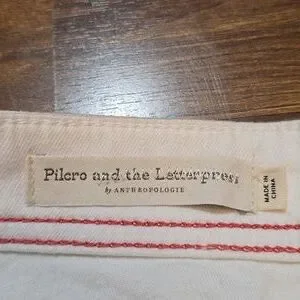 Pilcro and the Letterpress
by ANTHROPOLOGIE
MADE IN
CHINA